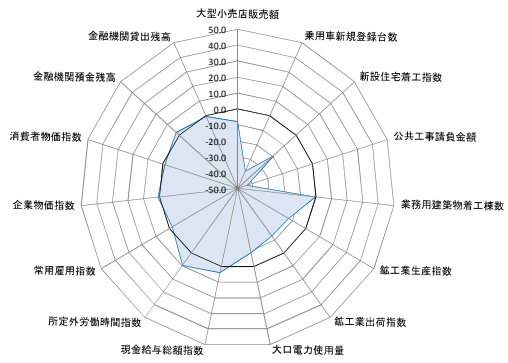 大型小売店販売額
乗用車新規登録台数
新設住宅着工指数
公共工事請負金額
業務用建築物着工棟数
鉱工業生産指数
鉱工業出荷指数
大口電力使用量
現金給与総額指数
所定外労働時間指数
常用雇用指数
企業物価指数
消費者物価指数
金融機関預金残高
金融機関貸出残高
50.0
40.0
30.0
20.0
10.0
0.0
-10.0
-20.0
-30.0
-40.0
-50.0